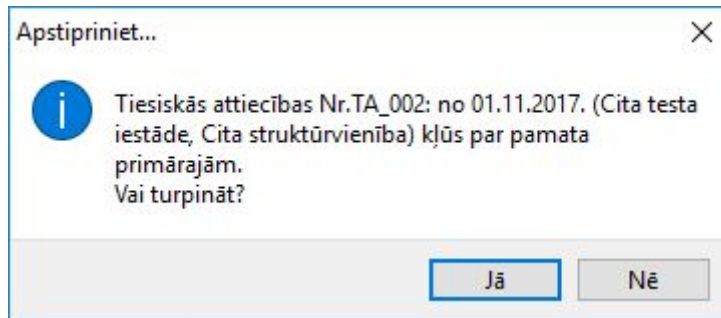 Apstipriniet...
Tiesiskās attiecības Nr.TA_002: no 01.11.2017. (Cita testa
iestāde, Cita struktūrvienība) kļūs par pamata
primārajām.
Vai turpināt?
Jā
Nē